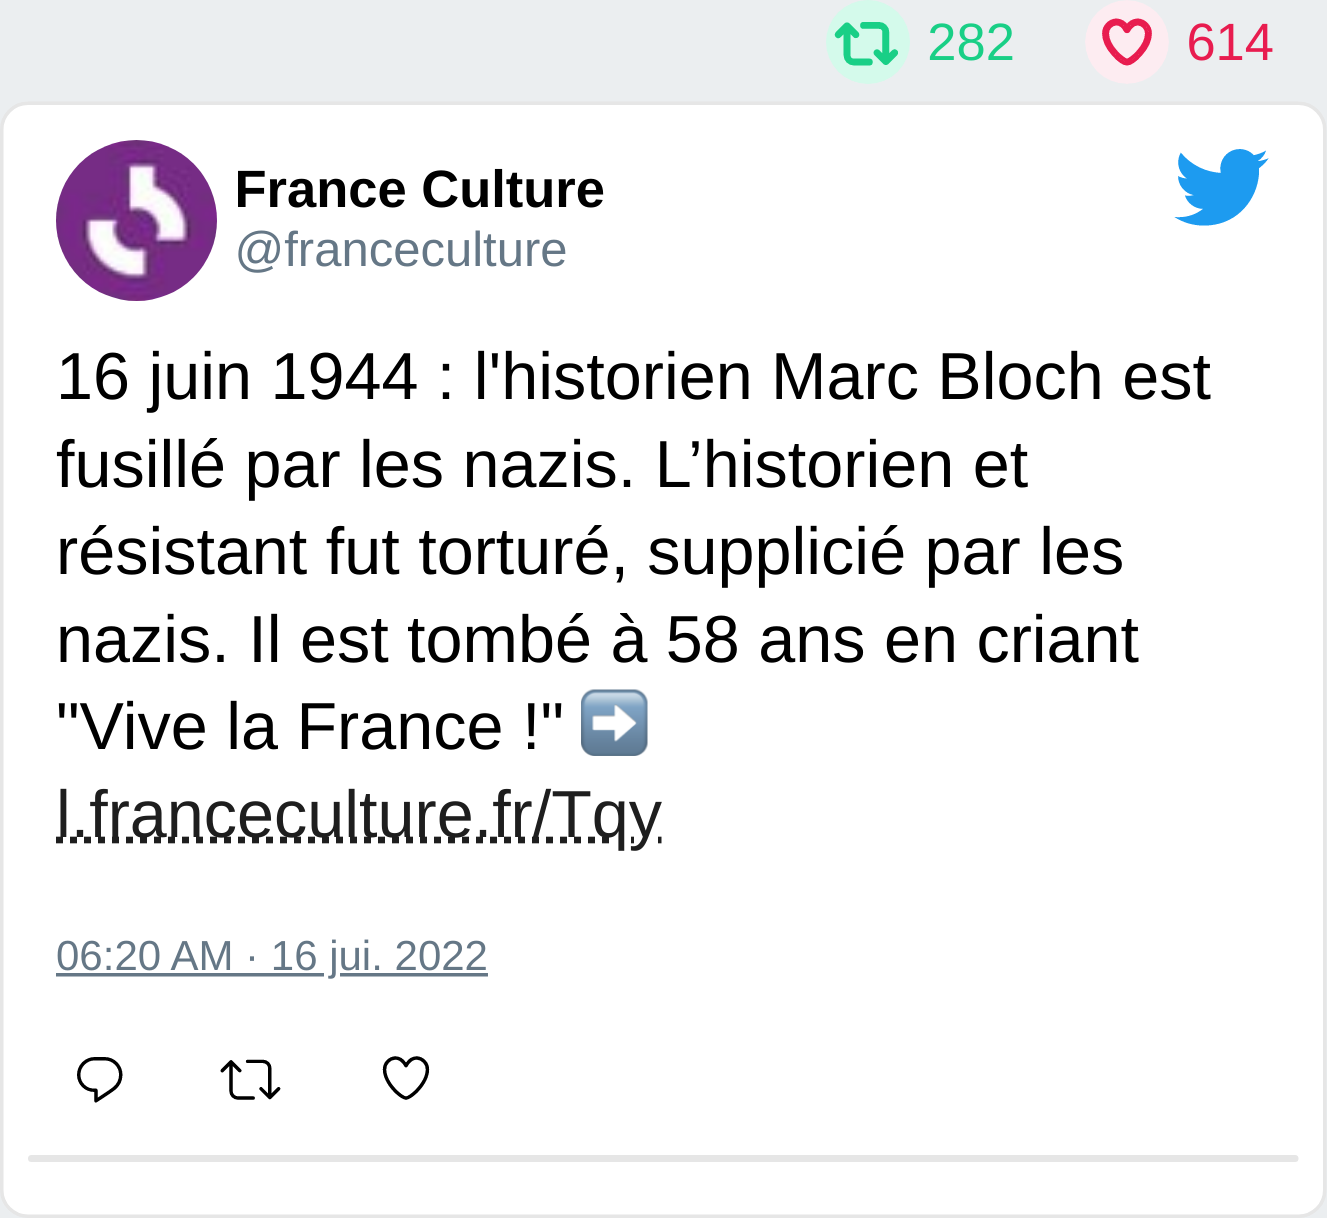 282 614
France Culture
@franceculture
16 juin 1944 : l'historien Marc Bloch est
fusillé par les nazis. L’historien et
résistant fut torturé, supplicié par les
nazis. Il est tombé à 58 ans en criant
"Vive la France !" ➡️
l.franceculture.fr/Tqy
06:20 AM · 16 jui. 2022